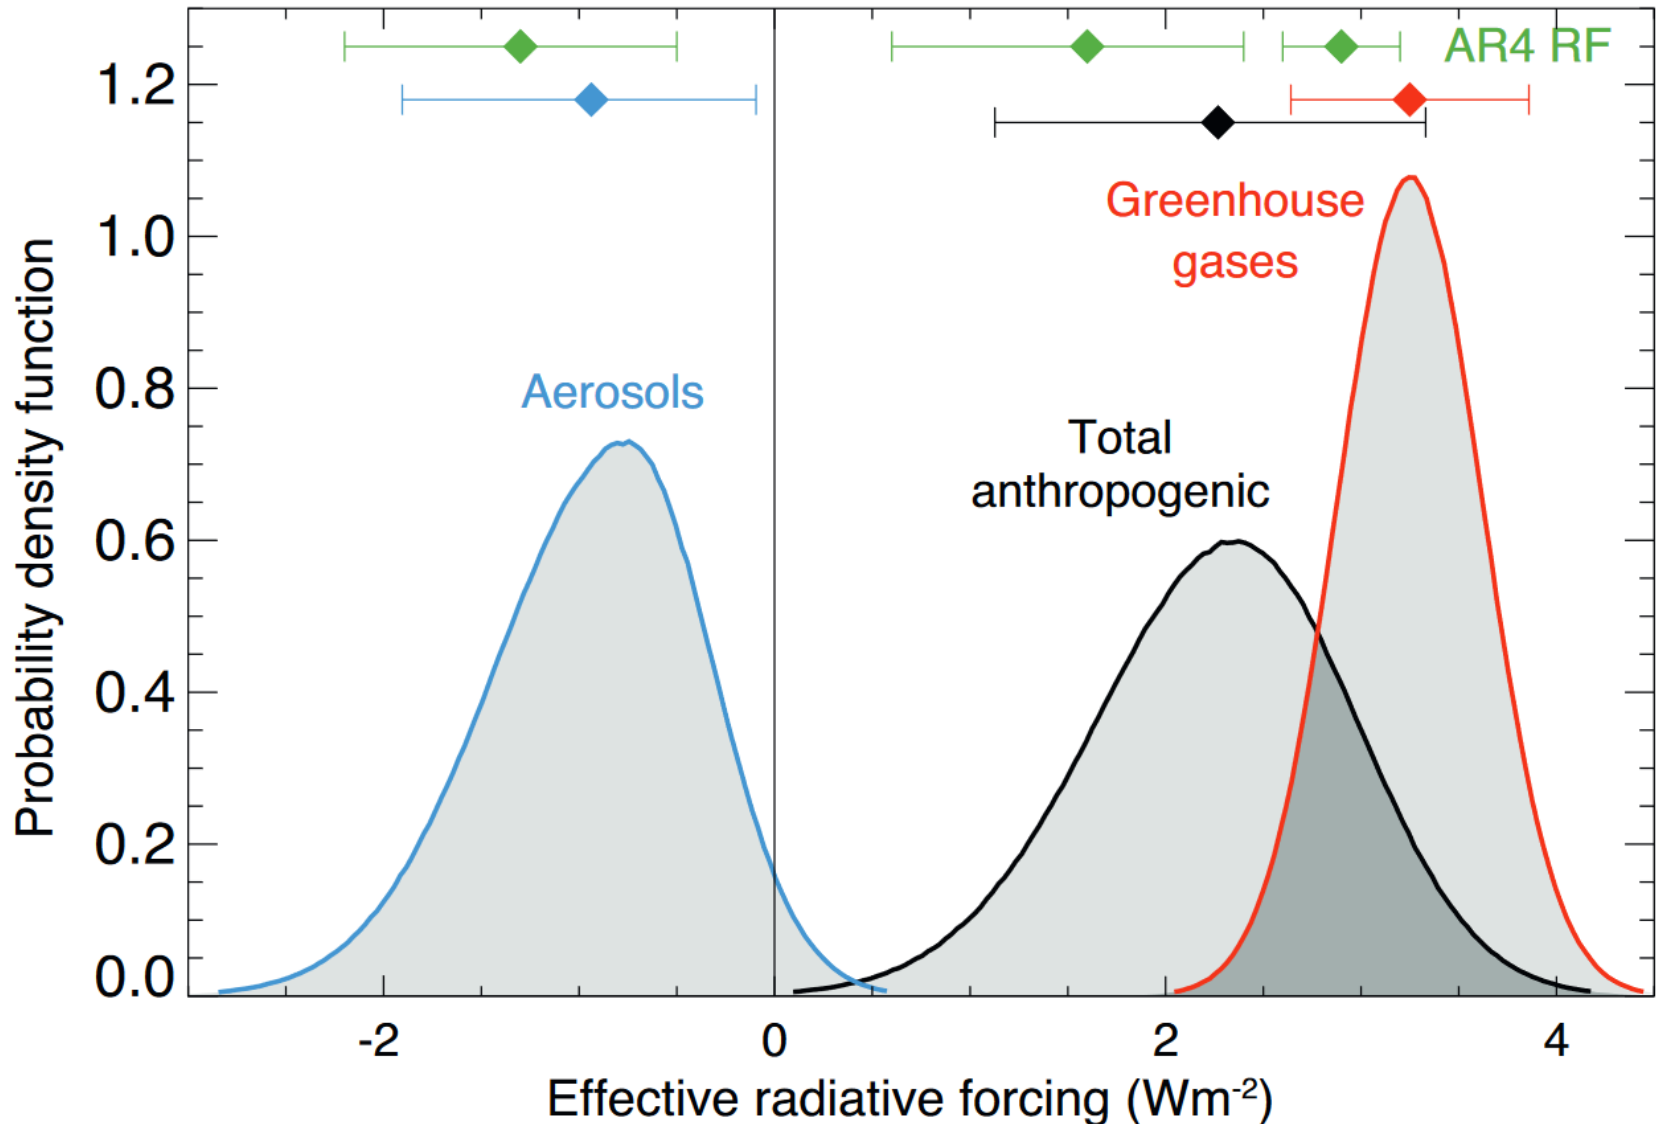 AR4 RF
Greenhouse
gases
Aerosols
Total
anthropogenic
Probability density function
1.2
1.0
0.8
0.6
0.4
0.2
0.0
-2 0 2 4
Effective radiative forcing (Wm-2)